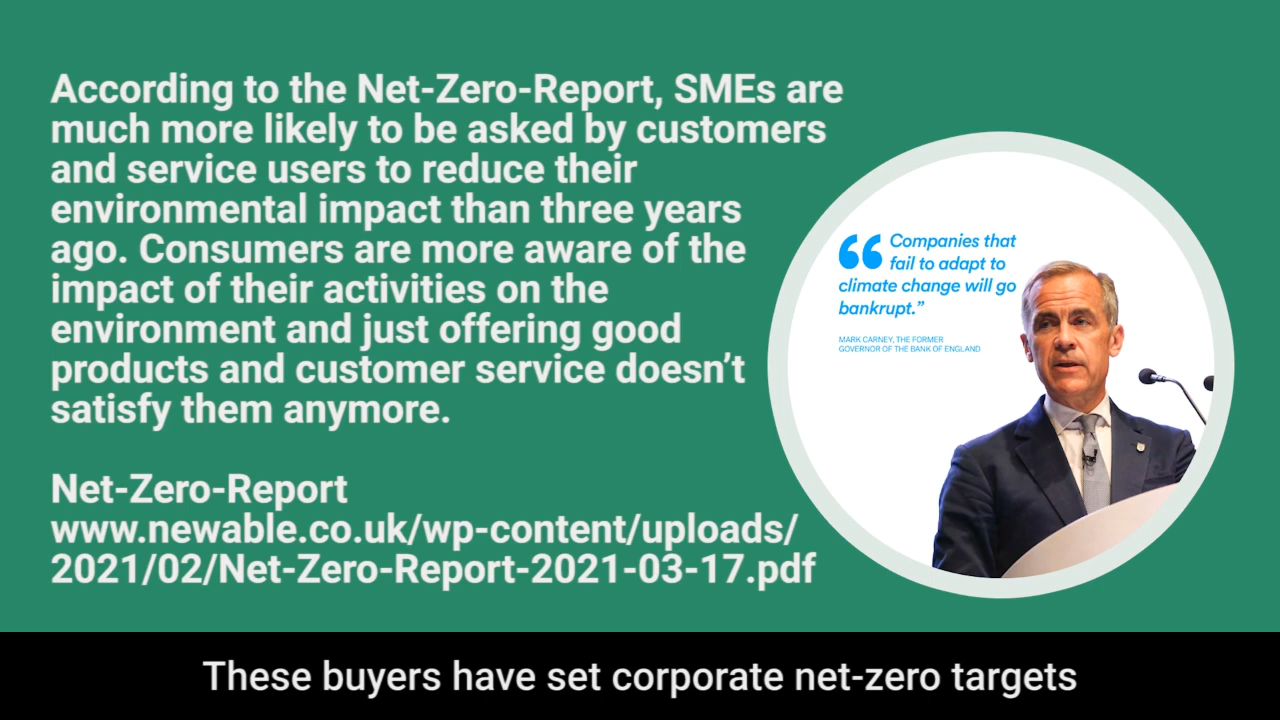 According to the Net-Zero-Report, SMEs are
much more likely to be asked by customers
and service users to reduce their
environmental impact than three years
ago. Consumers are more aware of the
impact of their activities on the
environment and just offering good
products and customer service doesn’t
satisfy them anymore.
Net-Zero-Report
www.newable.co.uk/wp-content/uploads/
2021/02/Net-Zero-Report-2021-03-17.pdf
“ Companies that
fail to adapt to
climate change will go
bankrupt.”
MARK CARNEY, THE FORMER
GOVERNOR OF THE BANK OF ENGLAND
These buyers have set corporate net-zero targets